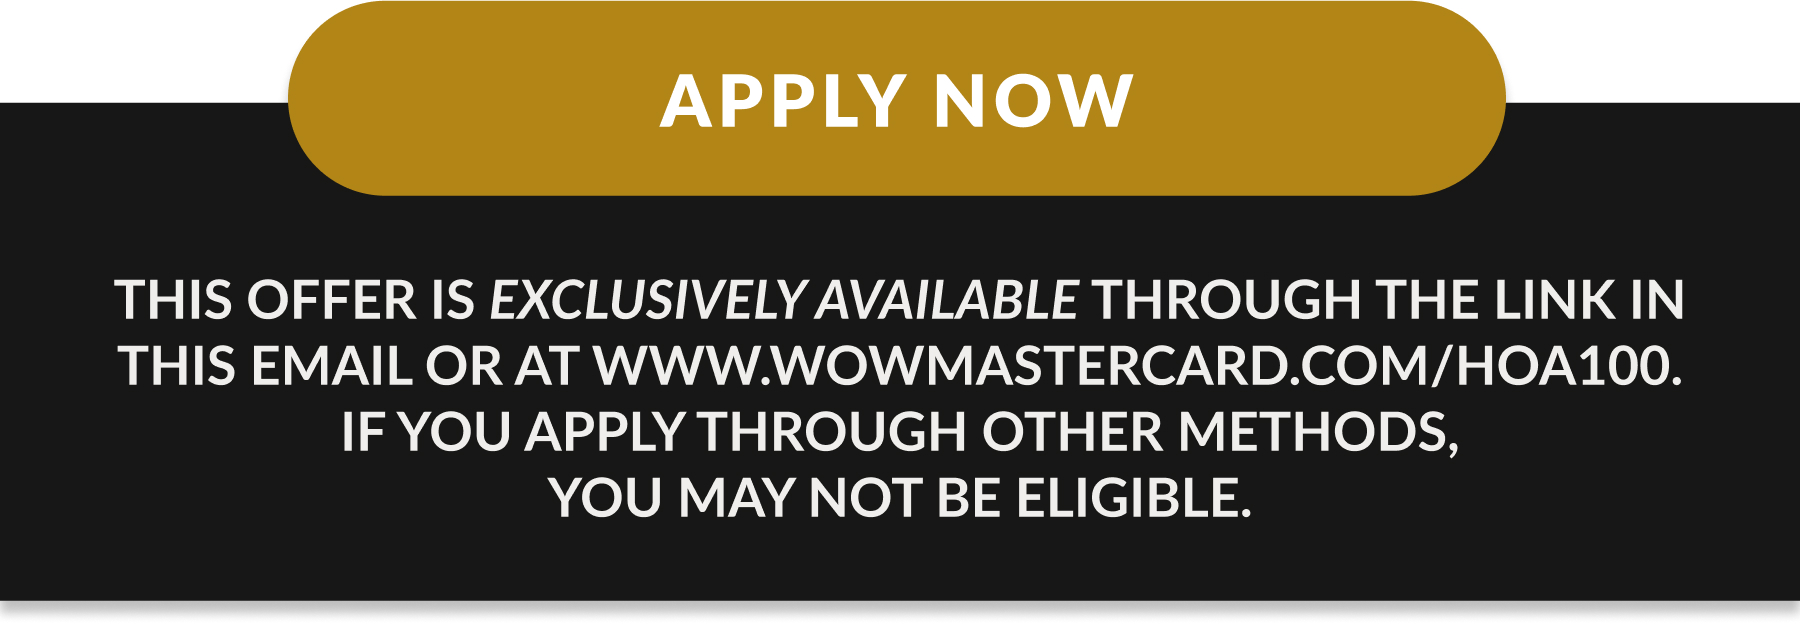 APPLY NOW
THIS OFFER IS EXCLUSIVELY AVAILABLE THROUGH THE LINK IN
THIS EMAIL OR AT WWW.WOWMASTERCARD.COM/HOA100.
IF YOU APPLY THROUGH OTHER METHODS,
YOU MAY NOT BE ELIGIBLE.